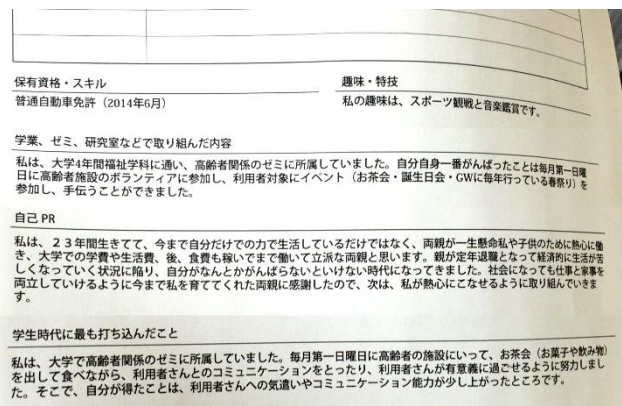 保有資格・スキル
趣味・特技
普通自動車免許（2014年6月）
私の趣味は、スポーツ観戦と音楽鑑賞です。
学業、ゼミ、研究室などで取り組んだ内容
私は、大学4年間福祉学科に通い、高齢者関係のゼミに所属していました。自分自身一番がんばったことは毎月第一日曜
日に高齢者施設のボランティアに参加し、利用者対象にイベント（お茶会・誕生日会・GWに毎年行っている春祭り）を
参加し、手伝うことができました。
自己 PR
私は、２３年間生きてて、今まで自分だけでの力で生活しているだけではなく、両親が一生懸命私や子供のために熱心に働
き、大学での学費や生活費、後、食費も稼いでまで働いて立派な両親と思います。親が定年退職となって経済的に生活が苦
しくなっていく状況に陥り、自分がなんとかがんばらないといけない時代になってきました。社会になっても仕事と家事を
両立していけるように今まで私を育ててくれた両親に感謝したので、次は、私が熱心にこなせるように取り組んでいきま
す。
学生時代に最も打ち込んだこと
私は、大学で高齢者関係のゼミに所属していました。毎月第一日曜日に高齢者の施設にいって、お茶会（お菓子や飲み物）
を出して食べながら、利用者さんとのコミュニケーションをとったり、利用者さんが有意義に過ごせるように努力しまし
た。そこで、自分が得たことは、利用者さんへの気遣いやコミュニケーション能力が少し上がったところです。